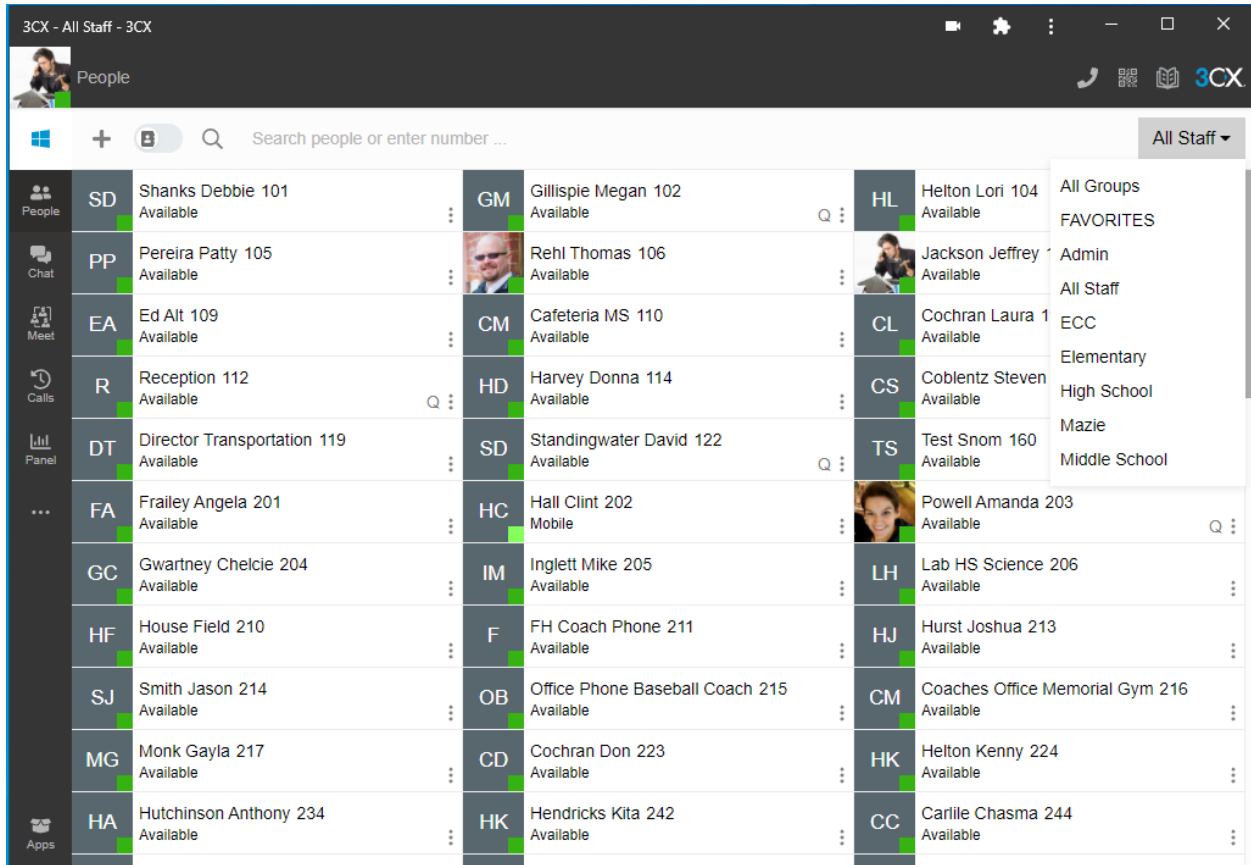 3CX - All Staff - 3CX
People
3CX
Search people or enter number ...
All Staff
People
Chat
Meet
Calls
Panel
Apps
SD
Shanks Debbie 101
Available
GM
Gillispie Megan 102
Available
Q
HL
Helton Lori 104
Available
PP
Pereira Patty 105
Available
Rehl Thomas 106
Available
Jackson Jeffrey
Available
EA
Ed Alt 109
Available
CM
Cafeteria MS 110
Available
CL
Cochran Laura
Available
R
Reception 112
Available
Q
HD
Harvey Donna 114
Available
CS
Coblentz Steven
Available
DT
Director Transportation 119
Available
SD
Standingwater David 122
Available
Q
TS
Test Snom 160
Available
FA
Frailey Angela 201
Available
HC
Hall Clint 202
Mobile
Powell Amanda 203
Available
Q
GC
Gwartney Chelcie 204
Available
IM
Inglett Mike 205
Available
LH
Lab HS Science 206
Available
HF
House Field 210
Available
F
FH Coach Phone 211
Available
HJ
Hurst Joshua 213
Available
SJ
Smith Jason 214
Available
OB
Office Phone Baseball Coach 215
Available
CM
Coaches Office Memorial Gym 216
Available
MG
Monk Gayla 217
Available
CD
Cochran Don 223
Available
HK
Helton Kenny 224
Available
HA
Hutchinson Anthony 234
Available
HK
Hendricks Kita 242
Available
CC
Carlile Chasma 244
Available
All Groups
FAVORITES
Admin
All Staff
ECC
Elementary
High School
Mazie
Middle School